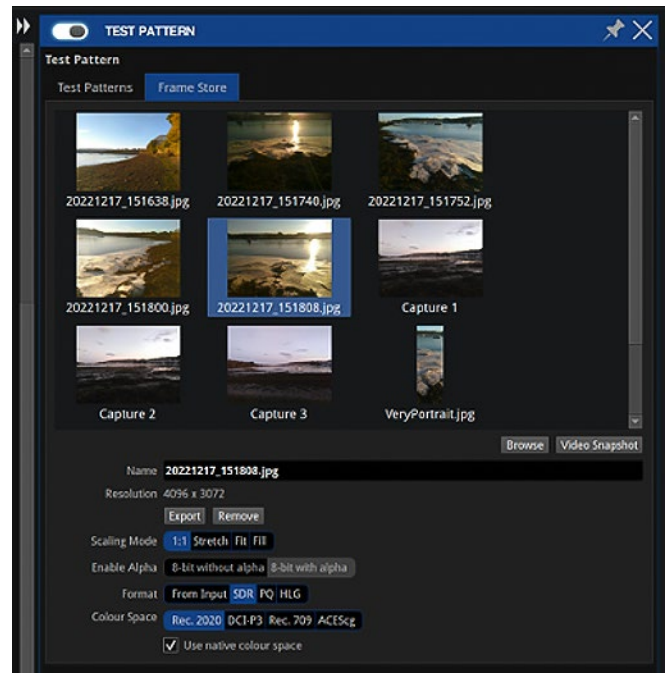 TEST PATTERN
Test Pattern
Test Patterns Frame Store
20221217_151638.jpg 20221217_151740.jpg 20221217_151752.jpg
20221217_151800.jpg 20221217_151808.jpg Capture 1
Capture 2 Capture 3 VeryPortrait.jpg
Browse Video Snapshot
Name 20221217_151808.jpg
Resolution 4096 x 3072
Export Remove
Scaling Mode 1:1 Stretch Fit Fill
Enable Alpha 8-bit without alpha 8-bit with alpha
Format From Input SDR PQ HLG
Colour Space Rec. 2020 DCI-P3 Rec. 709 ACEScg
Use native colour space